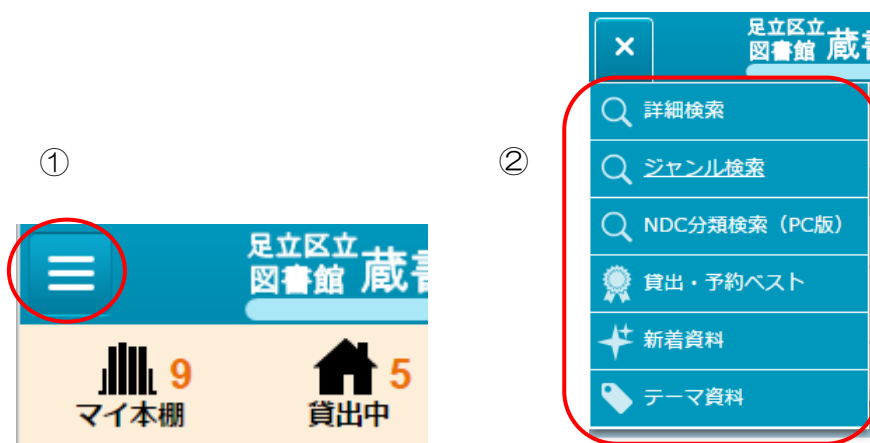 ①
足立区立
図書館 蔵
9
マイ本棚
5
貸出中
②
×
足立区立
図書館 蔵
詳細検索
ジャンル検索
NDC分類検索（PC版）
貸出・予約ベスト
新着資料
テーマ資料